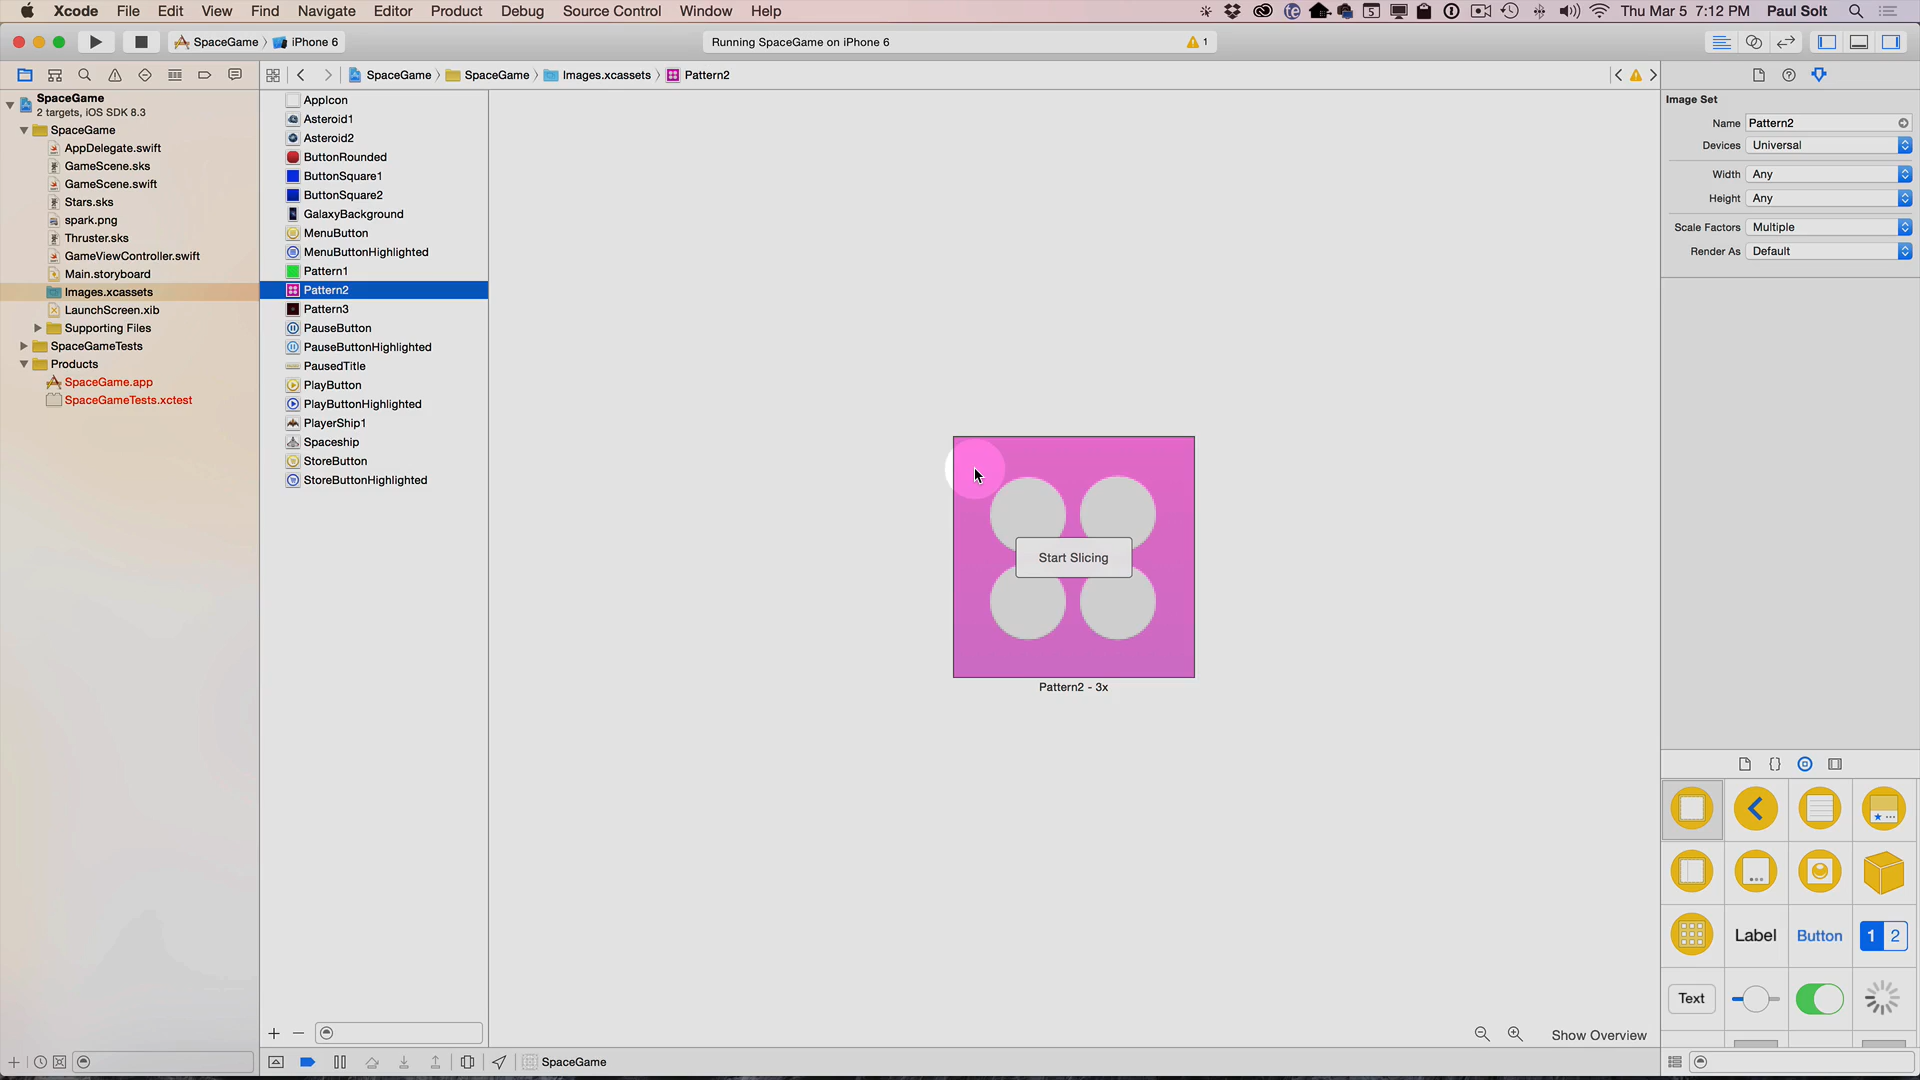 Xcode File Edit View Find Navigate Editor Product Debug Source Control Window Help Thu Mar 5 7:12 PM Paul Solt
SpaceGame iPhone 6 Running SpaceGame on iPhone 6 1
SpaceGame SpaceGame Images.xcassets Pattern2
SpaceGame
2 targets, iOS SDK 8.3
SpaceGame
AppDelegate.swift
GameScene.sks
GameScene.swift
Stars.sks
spark.png
Thruster.sks
GameViewController.swift
Main.storyboard
Images.xcassets
LaunchScreen.xib
Supporting Files
SpaceGameTests
Products
SpaceGame.app
SpaceGameTests.xctest
AppIcon
Asteroid1
Asteroid2
ButtonRounded
ButtonSquare1
ButtonSquare2
GalaxyBackground
MenuButton
MenuButtonHighlighted
Pattern1
Pattern2
Pattern3
PauseButton
PauseButtonHighlighted
PausedTitle
PlayButton
PlayButtonHighlighted
PlayerShip1
Spaceship
StoreButton
StoreButtonHighlighted
Start Slicing
Pattern2 - 3x
Show Overview
SpaceGame
Image Set
Name Pattern2
Devices Universal
Width Any
Height Any
Scale Factors Multiple
Render As Default
Label Button 1 2
Text